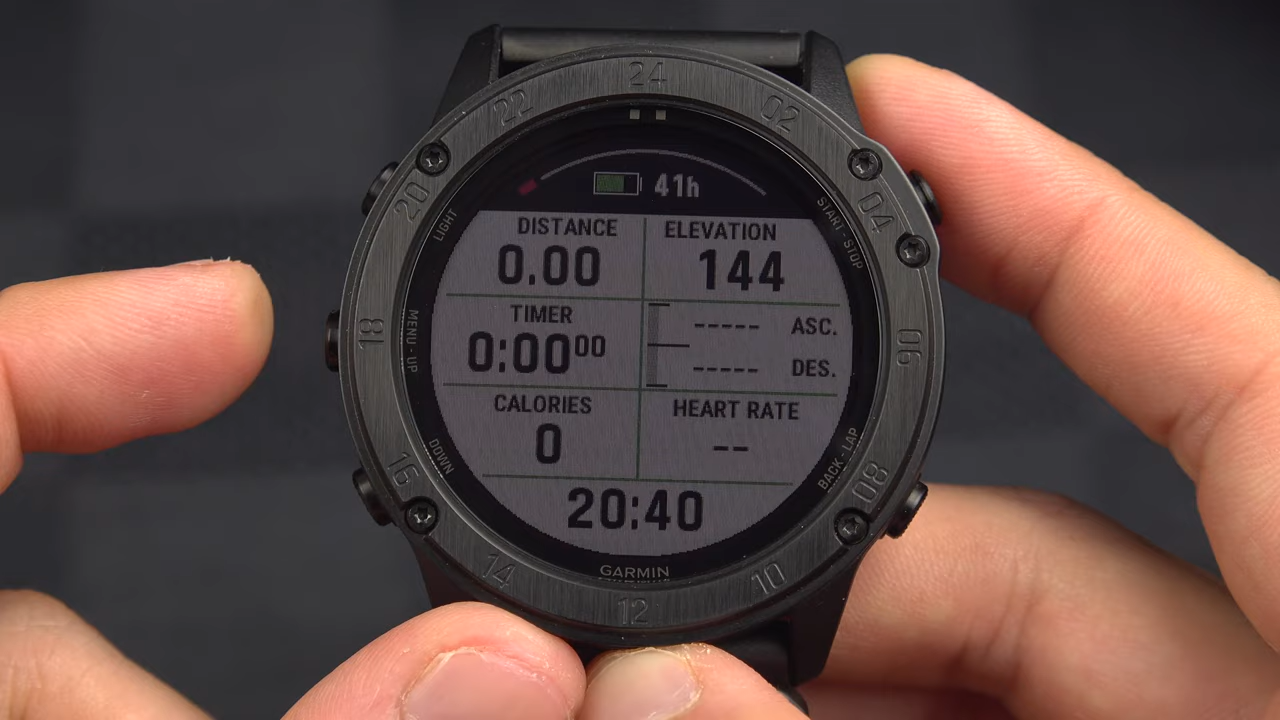 24
22
02
20
04
18
06
16
08
14
10
12
LIGHT
START - STOP
MENU - UP
DOWN
BACK - LAP
41h
DISTANCE
ELEVATION
0.00
144
TIMER
0:0000
----- ASC.
----- DES.
CALORIES
HEART RATE
0
--
20:40
GARMIN